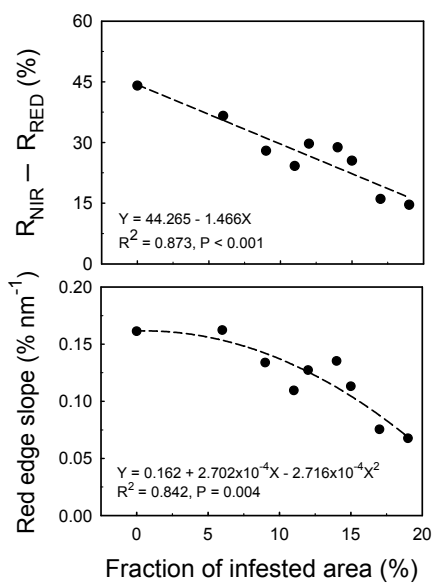 R_NIR – R_RED (%)
60
45
30
15
0
Y = 44.265 - 1.466X
R² = 0.873, P < 0.001
Red edge slope (% nm⁻¹)
0.20
0.15
0.10
0.05
0.00
Y = 0.162 + 2.702x10⁻⁴X - 2.716x10⁻⁴X²
R² = 0.842, P = 0.004
0 5 10 15 20
Fraction of infested area (%)